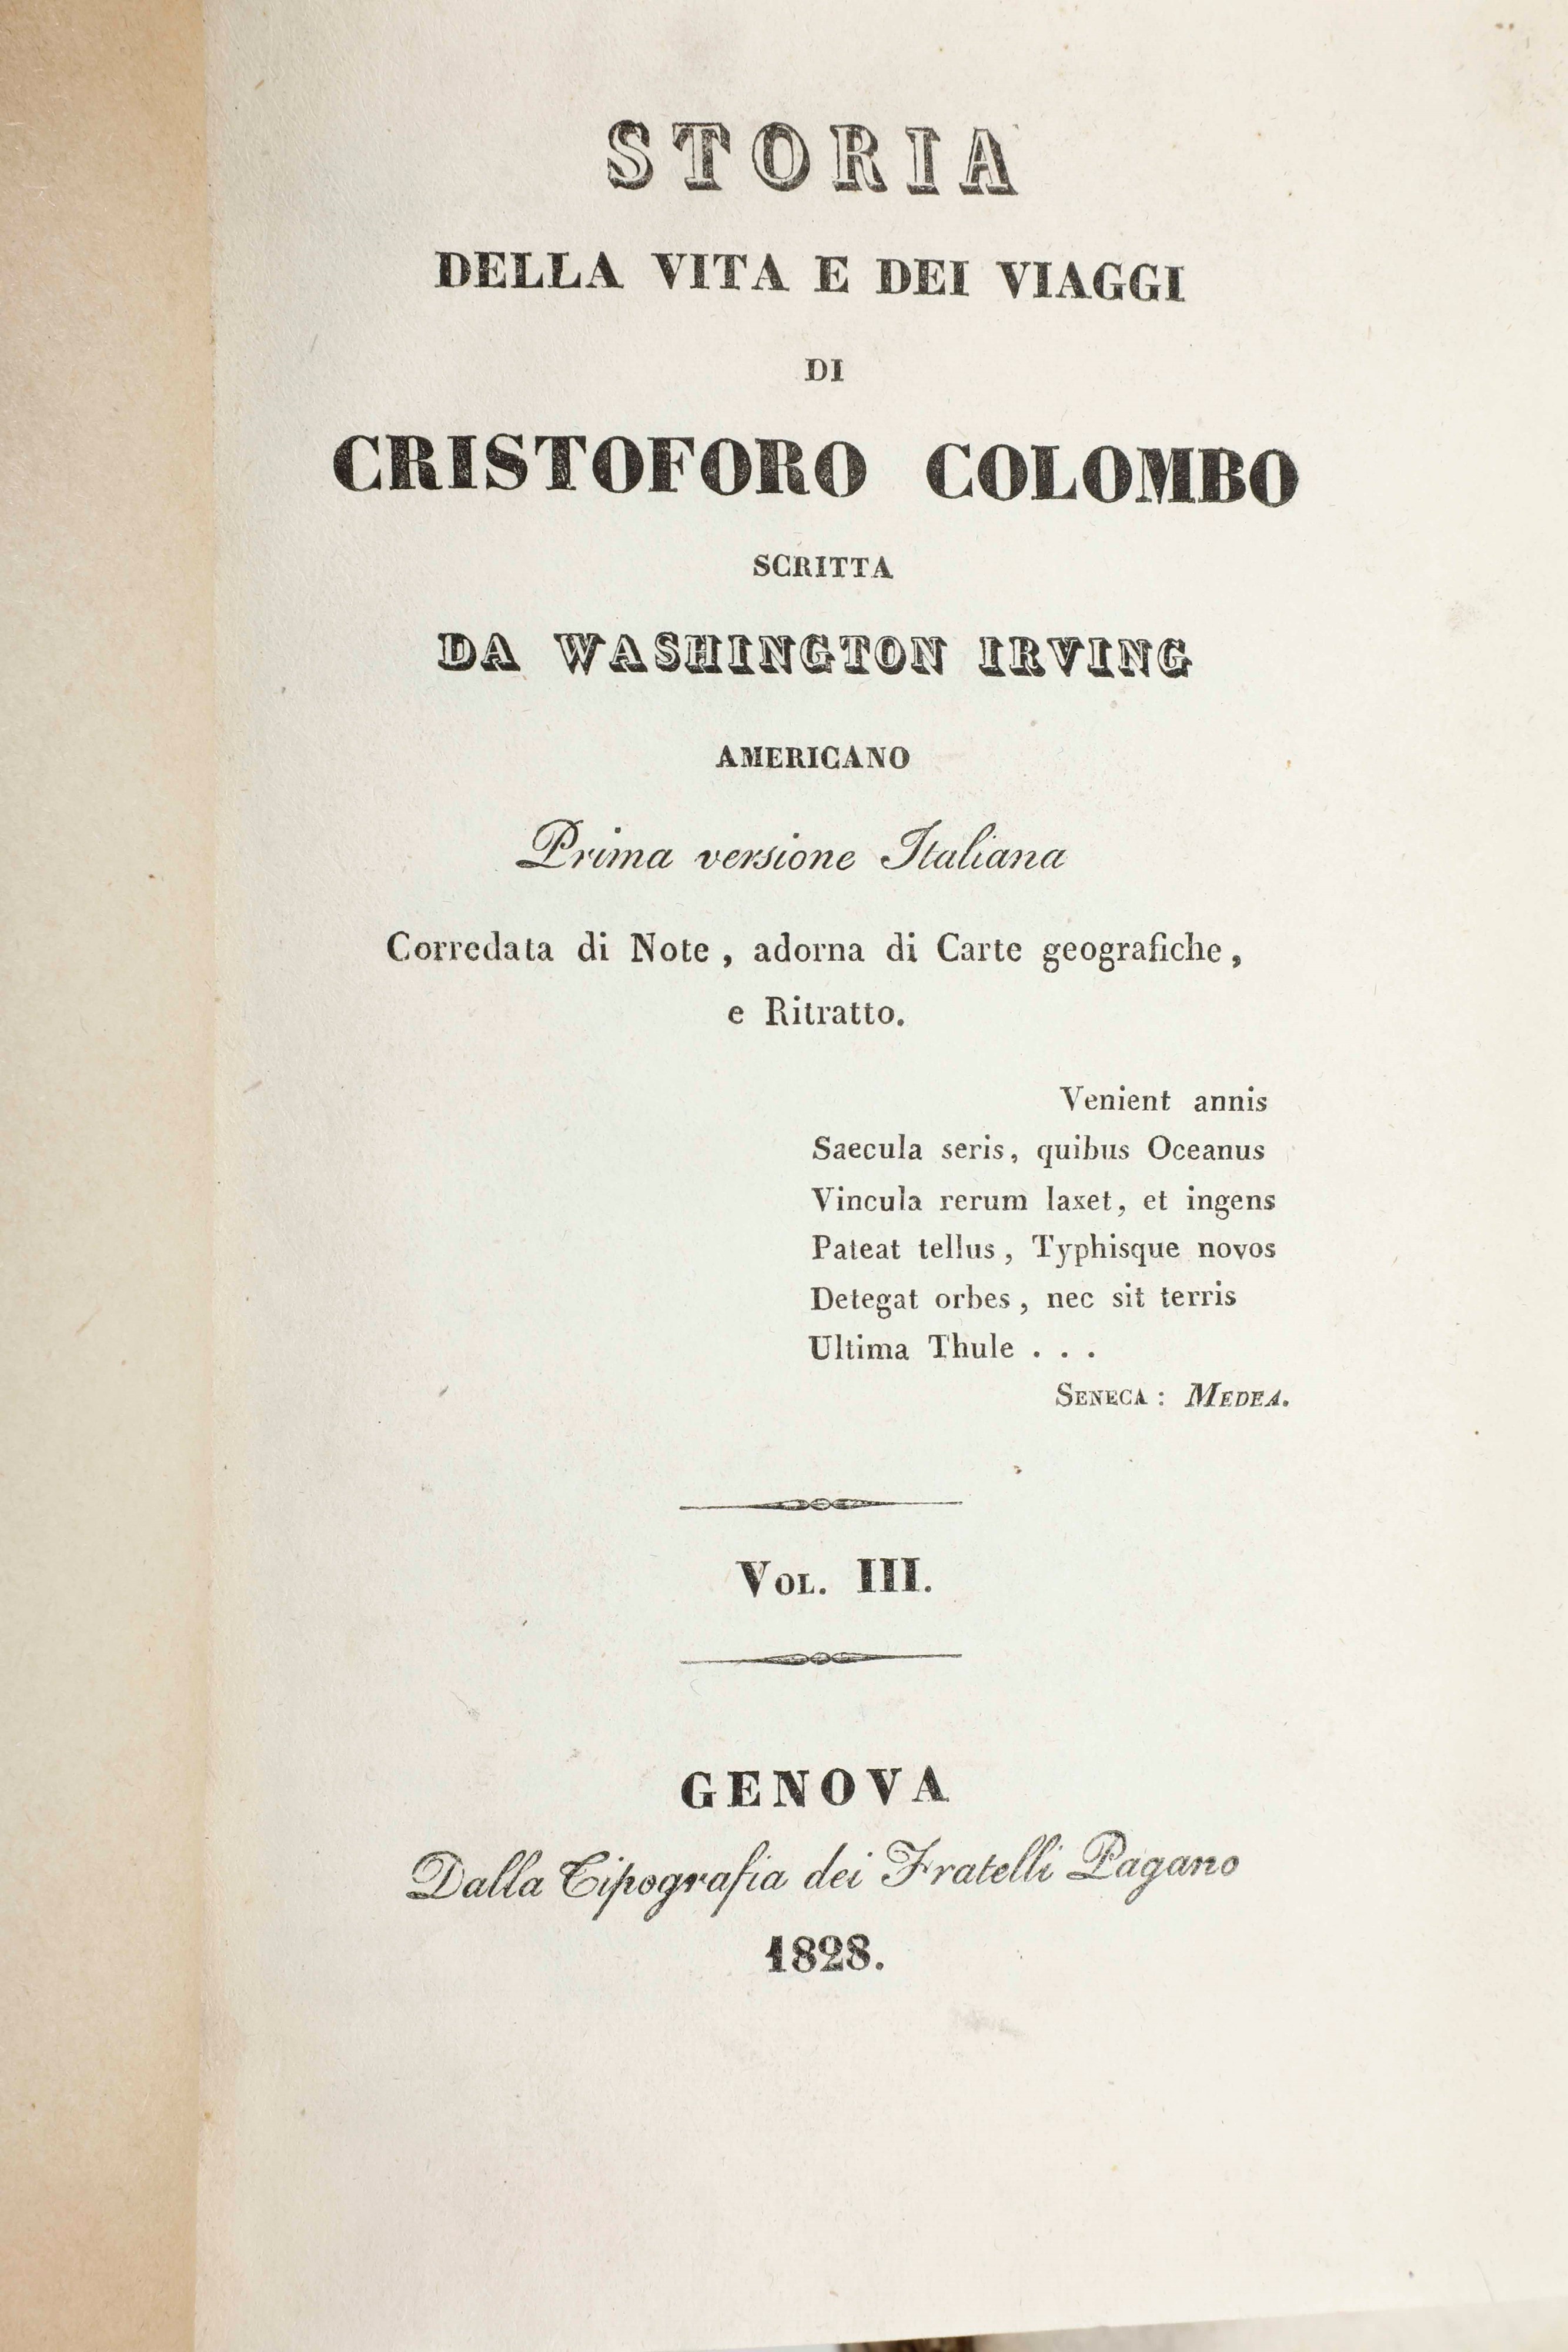 STORIA
DELLA VITA E DEI VIAGGI
DI
CRISTOFORO COLOMBO
SCRITTA
DA WASHINGTON IRVING
AMERICANO
Prima versione Italiana
Corredata di Note , adorna di Carte geografiche ,
e Ritratto.
Venient annis
Saecula seris, quibus Oceanus
Vincula rerum laxet, et ingens
Pateat tellus , Typhisque novos
Detegat orbes , nec sit terris
Ultima Thule . . .
SENECA : MEDEA.
VOL. III.
GENOVA
Dalla Tipografia dei Fratelli Pagano
1828.